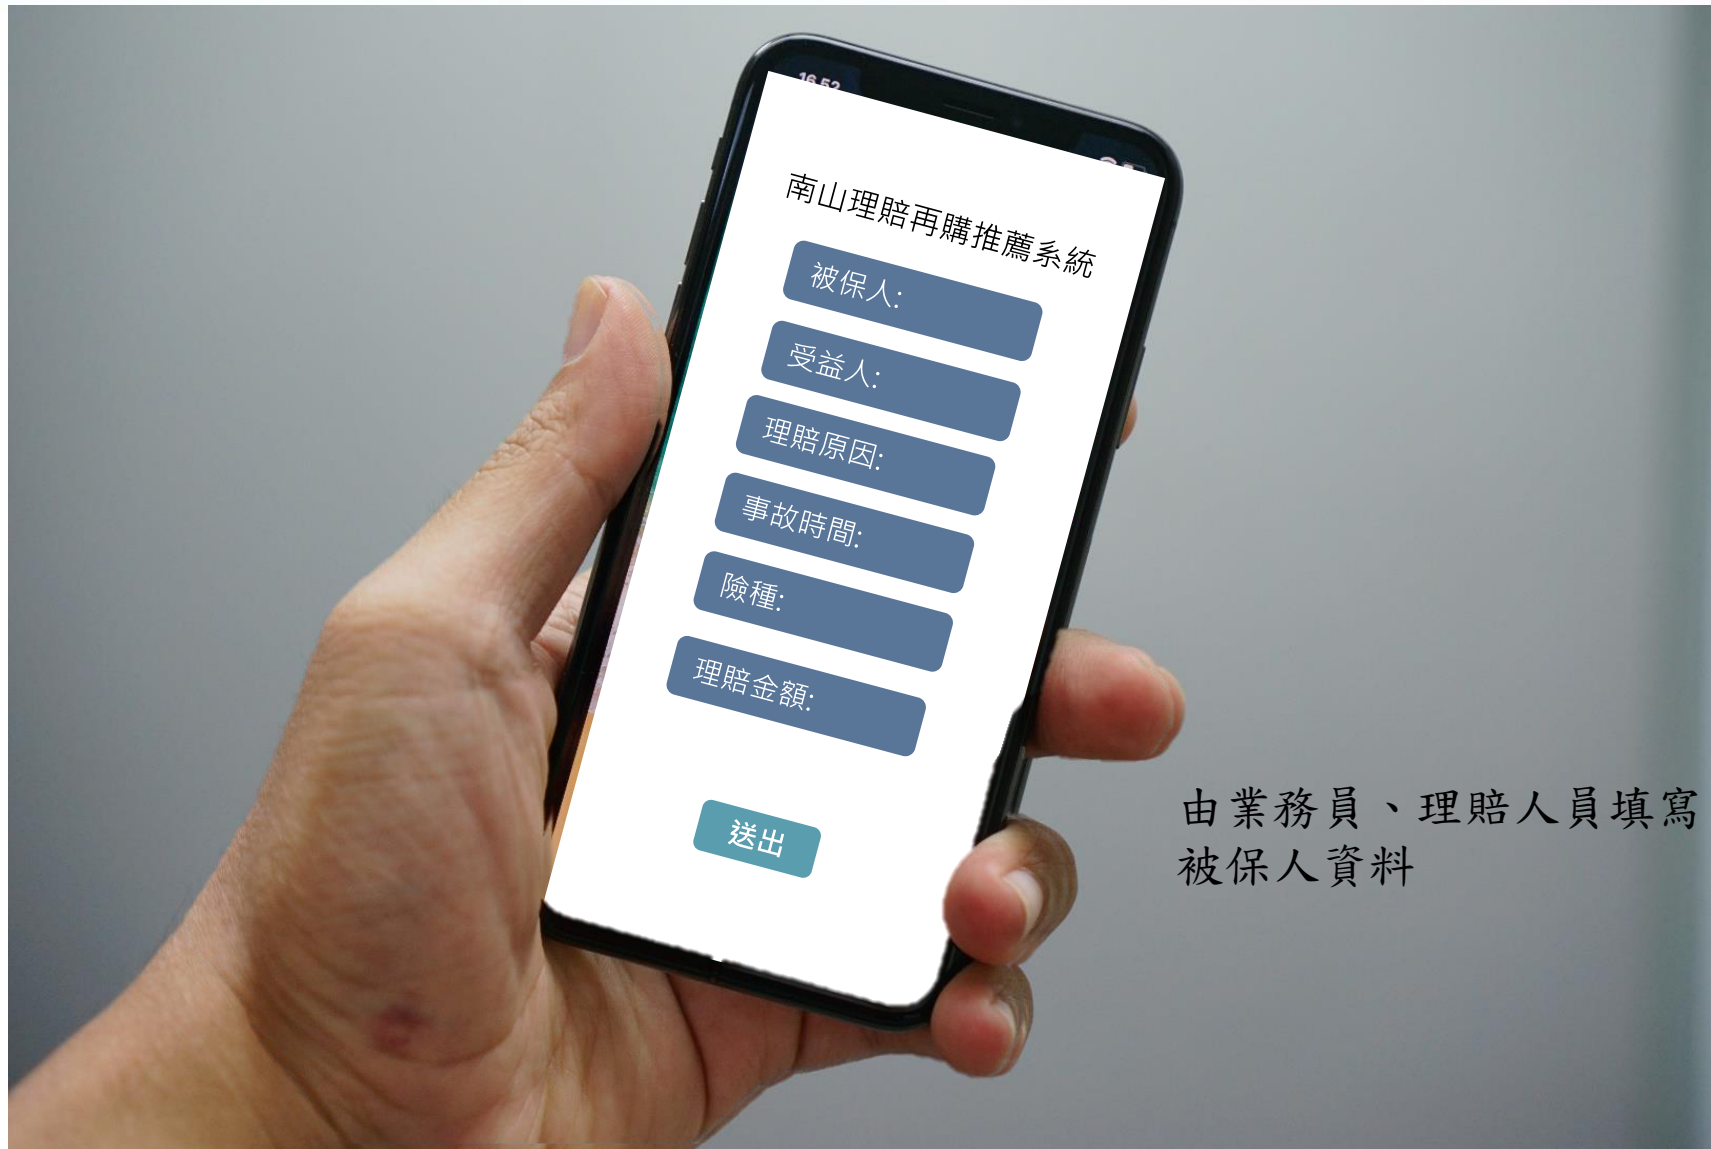 16.52
南山理賠再購推薦系統
被保人:
受益人:
理賠原因:
事故時間:
險種:
理賠金額:
送出
由業務員、理賠人員填寫
被保人資料